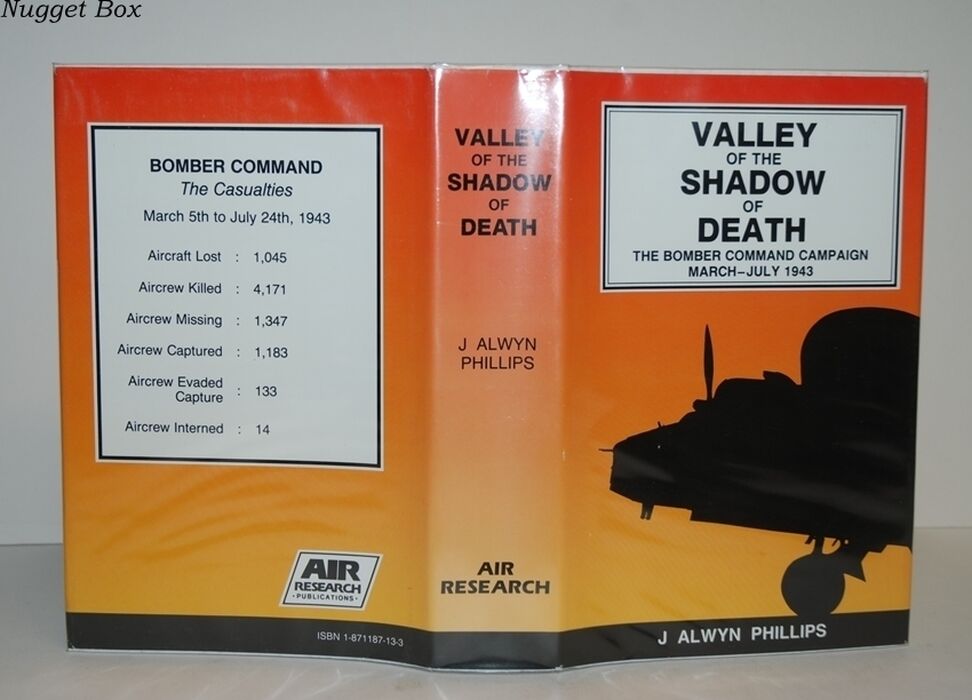 Nugget Box
BOMBER COMMAND
The Casualties
March 5th to July 24th, 1943
Aircraft Lost : 1,045
Aircrew Killed : 4,171
Aircrew Missing : 1,347
Aircrew Captured : 1,183
Aircrew Evaded
Capture : 133
Aircrew Interned : 14
AIR
RESEARCH
·PUBLICATIONS·
ISBN 1-871187-13-3
VALLEY
OF THE
SHADOW
OF
DEATH
J ALWYN
PHILLIPS
AIR
RESEARCH
VALLEY
OF THE
SHADOW
OF
DEATH
THE BOMBER COMMAND CAMPAIGN
MARCH–JULY 1943
J ALWYN PHILLIPS